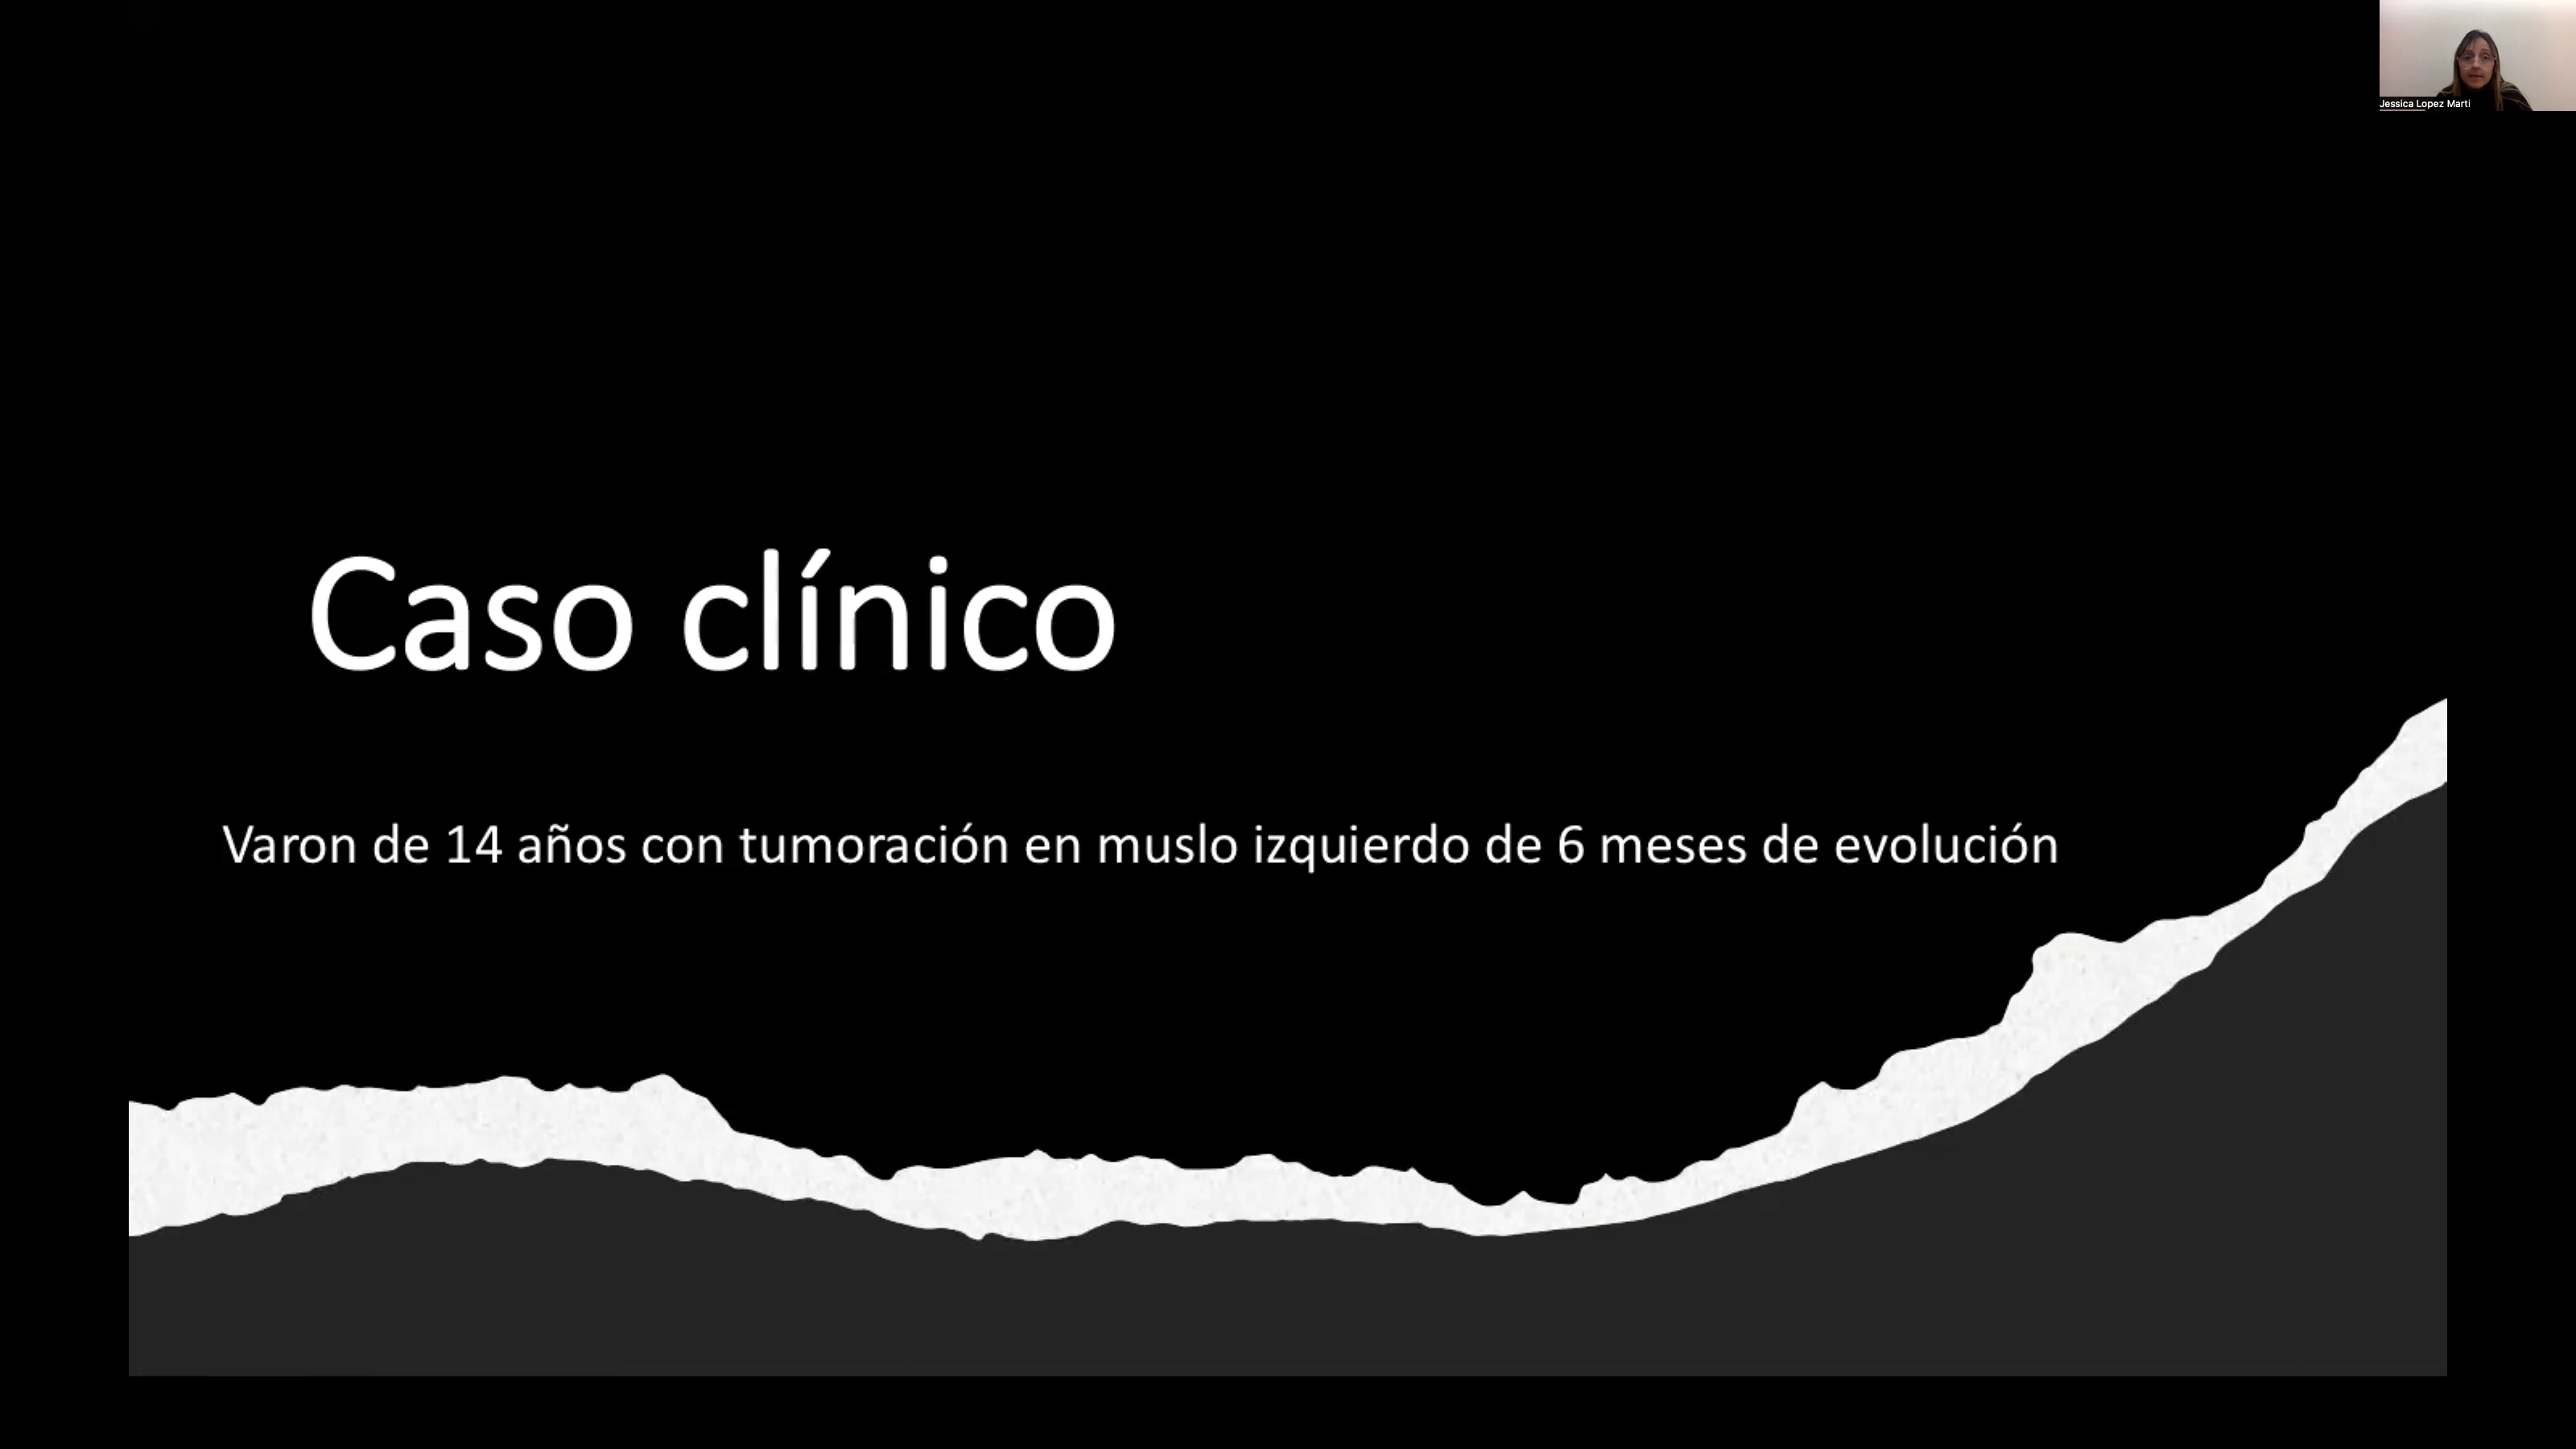 Jessica Lopez Marti
Caso clínico
Varon de 14 años con tumoración en muslo izquierdo de 6 meses de evolución